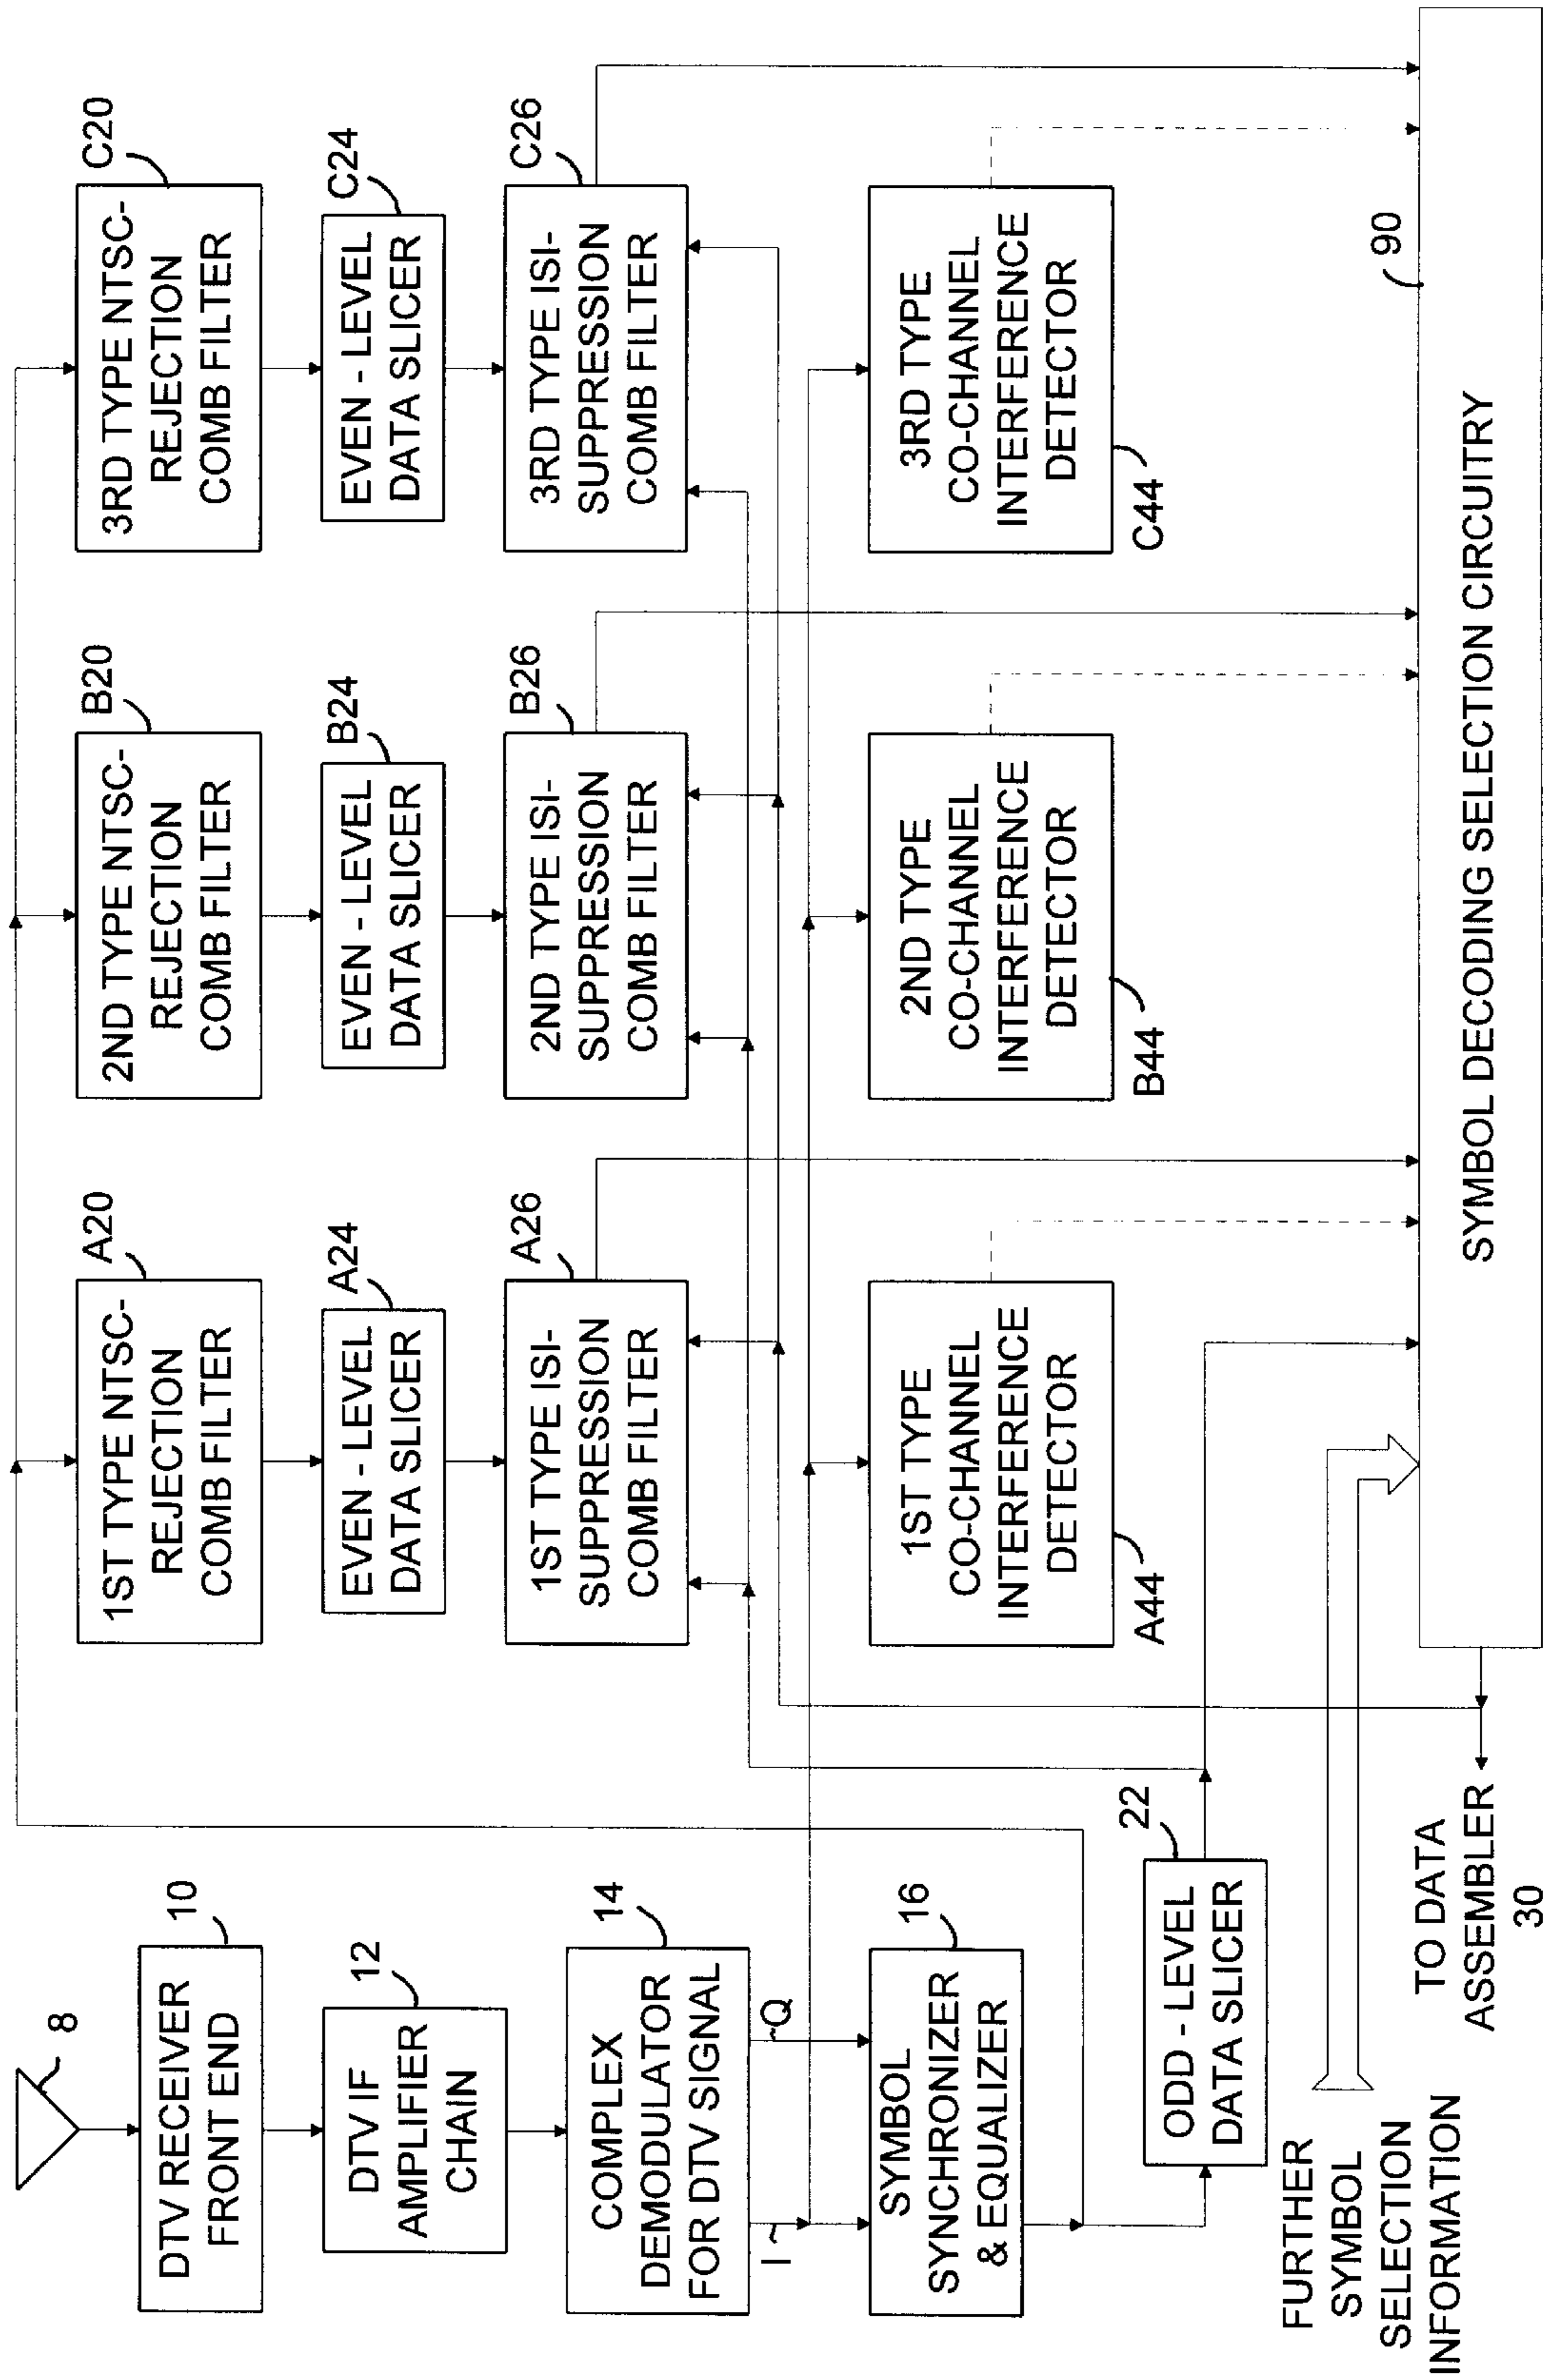 8
DTV RECEIVER
FRONT END
10
DTV IF
AMPLIFIER
CHAIN
12
COMPLEX
DEMODULATOR
FOR DTV SIGNAL
14
I
Q
SYMBOL
SYNCHRONIZER
& EQUALIZER
16
ODD - LEVEL
DATA SLICER
22
FURTHER
SYMBOL
SELECTION
INFORMATION
TO DATA
ASSEMBLER
30
1ST TYPE NTSC-
REJECTION
COMB FILTER
A20
EVEN - LEVEL
DATA SLICER
A24
1ST TYPE ISI-
SUPPRESSION
COMB FILTER
A26
1ST TYPE
CO-CHANNEL
INTERFERENCE
DETECTOR
A44
2ND TYPE NTSC-
REJECTION
COMB FILTER
B20
EVEN - LEVEL
DATA SLICER
B24
2ND TYPE ISI-
SUPPRESSION
COMB FILTER
B26
2ND TYPE
CO-CHANNEL
INTERFERENCE
DETECTOR
B44
3RD TYPE NTSC-
REJECTION
COMB FILTER
C20
EVEN - LEVEL
DATA SLICER
C24
3RD TYPE ISI-
SUPPRESSION
COMB FILTER
C26
3RD TYPE
CO-CHANNEL
INTERFERENCE
DETECTOR
C44
SYMBOL DECODING SELECTION CIRCUITRY
90